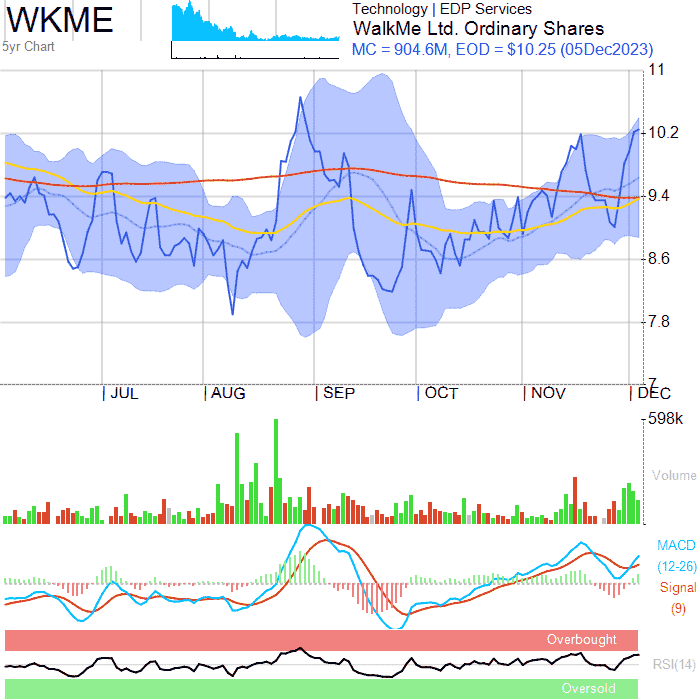 WKME
5yr Chart
Technology | EDP Services
WalkMe Ltd. Ordinary Shares
MC = 904.6M, EOD = $10.25 (05Dec2023)
11
10.2
9.4
8.6
7.8
7
JUL AUG SEP OCT NOV DEC
598k
Volume
MACD
(12-26)
Signal
(9)
Overbought
RSI(14)
Oversold